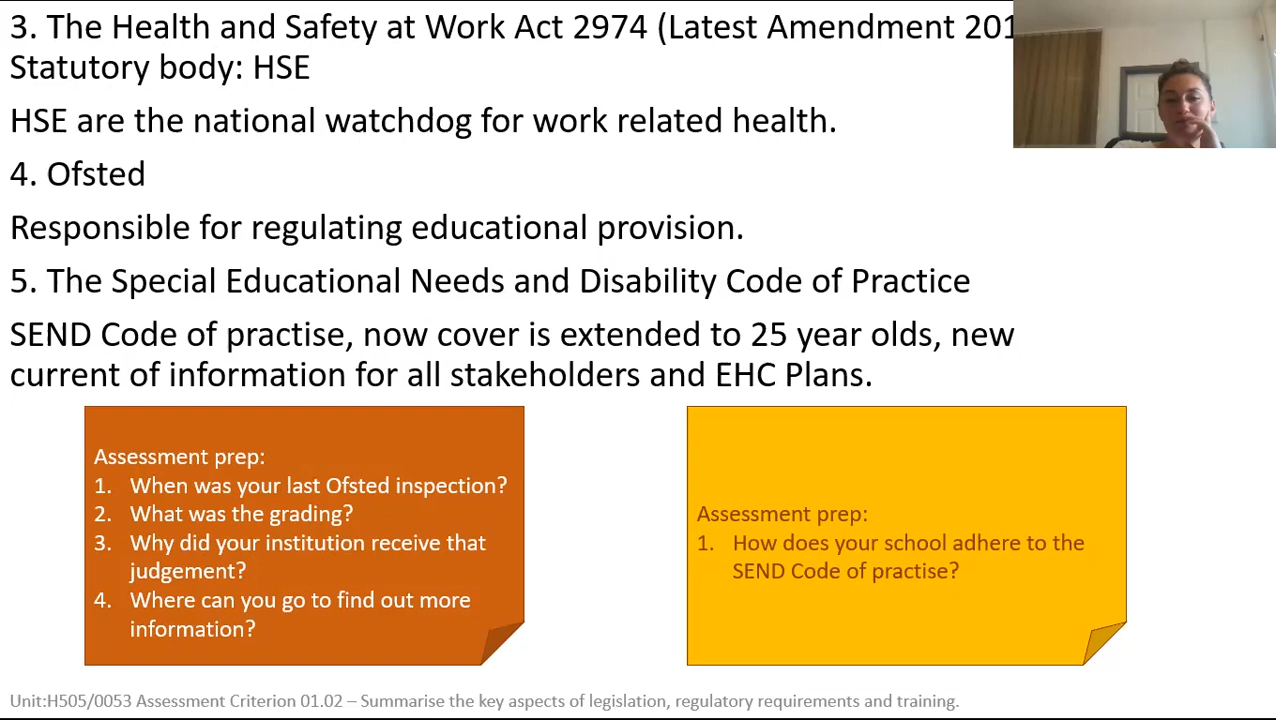 3. The Health and Safety at Work Act 2974 (Latest Amendment 201
Statutory body: HSE
HSE are the national watchdog for work related health.
4. Ofsted
Responsible for regulating educational provision.
5. The Special Educational Needs and Disability Code of Practice
SEND Code of practise, now cover is extended to 25 year olds, new
current of information for all stakeholders and EHC Plans.
Assessment prep:
1. When was your last Ofsted inspection?
2. What was the grading?
3. Why did your institution receive that
judgement?
4. Where can you go to find out more
information?
Assessment prep:
1. How does your school adhere to the
SEND Code of practise?
Unit:H505/0053 Assessment Criterion 01.02 – Summarise the key aspects of legislation, regulatory requirements and training.